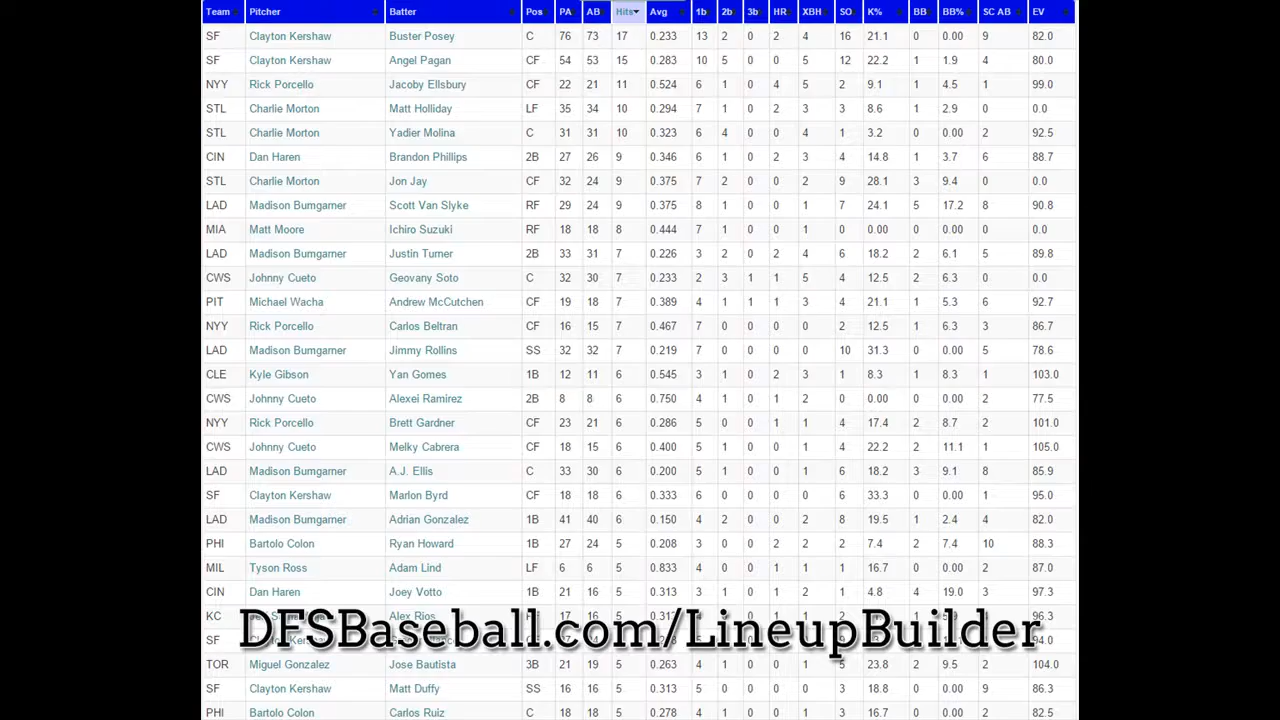 Team Pitcher Batter Pos PA AB Hits Avg 1b 2b 3b HR XBH SO K% BB BB% SC AB EV
SF Clayton Kershaw Buster Posey C 76 73 17 0.233 13 2 0 2 4 16 21.1 0 0.00 9 82.0
SF Clayton Kershaw Angel Pagan CF 54 53 15 0.283 10 5 0 0 5 12 22.2 1 1.9 4 80.0
NYY Rick Porcello Jacoby Ellsbury CF 22 21 11 0.524 6 1 0 4 5 2 9.1 1 4.5 1 99.0
STL Charlie Morton Matt Holliday LF 35 34 10 0.294 7 1 0 2 3 3 8.6 1 2.9 0 0.0
STL Charlie Morton Yadier Molina C 31 31 10 0.323 6 4 0 0 4 1 3.2 0 0.00 2 92.5
CIN Dan Haren Brandon Phillips 2B 27 26 9 0.346 6 1 0 2 3 4 14.8 1 3.7 6 88.7
STL Charlie Morton Jon Jay CF 32 24 9 0.375 7 2 0 0 2 9 28.1 3 9.4 0 0.0
LAD Madison Bumgarner Scott Van Slyke RF 29 24 9 0.375 8 1 0 0 1 7 24.1 5 17.2 8 90.8
MIA Matt Moore Ichiro Suzuki RF 18 18 8 0.444 7 1 0 0 1 0 0.00 0 0.00 0 0.0
LAD Madison Bumgarner Justin Turner 2B 33 31 7 0.226 3 2 0 2 4 6 18.2 2 6.1 5 89.8
CWS Johnny Cueto Geovany Soto C 32 30 7 0.233 2 3 1 1 5 4 12.5 2 6.3 0 0.0
PIT Michael Wacha Andrew McCutchen CF 19 18 7 0.389 4 1 1 1 3 4 21.1 1 5.3 6 92.7
NYY Rick Porcello Carlos Beltran CF 16 15 7 0.467 7 0 0 0 0 2 12.5 1 6.3 3 86.7
LAD Madison Bumgarner Jimmy Rollins SS 32 32 7 0.219 7 0 0 0 0 10 31.3 0 0.00 5 78.6
CLE Kyle Gibson Yan Gomes 1B 12 11 6 0.545 3 1 0 2 3 1 8.3 1 8.3 1 103.0
CWS Johnny Cueto Alexei Ramirez 2B 8 8 6 0.750 4 1 0 1 2 0 0.00 0 0.00 2 77.5
NYY Rick Porcello Brett Gardner CF 23 21 6 0.286 5 0 0 1 1 4 17.4 2 8.7 2 101.0
CWS Johnny Cueto Melky Cabrera CF 18 15 6 0.400 5 1 0 0 1 4 22.2 2 11.1 1 105.0
LAD Madison Bumgarner A.J. Ellis C 33 30 6 0.200 5 1 0 0 1 6 18.2 3 9.1 8 85.9
SF Clayton Kershaw Marlon Byrd CF 18 18 6 0.333 6 0 0 0 0 6 33.3 0 0.00 1 95.0
LAD Madison Bumgarner Adrian Gonzalez 1B 41 40 6 0.150 4 2 0 0 2 8 19.5 1 2.4 4 82.0
PHI Bartolo Colon Ryan Howard 1B 27 24 5 0.208 3 0 0 2 2 2 7.4 2 7.4 10 88.3
MIL Tyson Ross Adam Lind LF 6 6 5 0.833 4 0 0 1 1 1 16.7 0 0.00 2 87.0
CIN Dan Haren Joey Votto 1B 21 16 5 0.313 3 1 0 1 2 1 4.8 4 19.0 3 92.3
KC Alex Rios 17 16 96.3
DFSBaseball.com/LineupBuilder
SF 94.0
TOR Miguel Gonzalez Jose Bautista 3B 21 19 5 0.263 4 1 0 0 1 5 23.8 2 9.5 2 104.0
SF Clayton Kershaw Matt Duffy SS 16 16 5 0.313 5 0 0 0 0 3 18.8 0 0.00 9 86.3
PHI Bartolo Colon Carlos Ruiz C 18 18 5 0.278 4 1 0 0 1 3 16.7 0 0.00 2 82.5